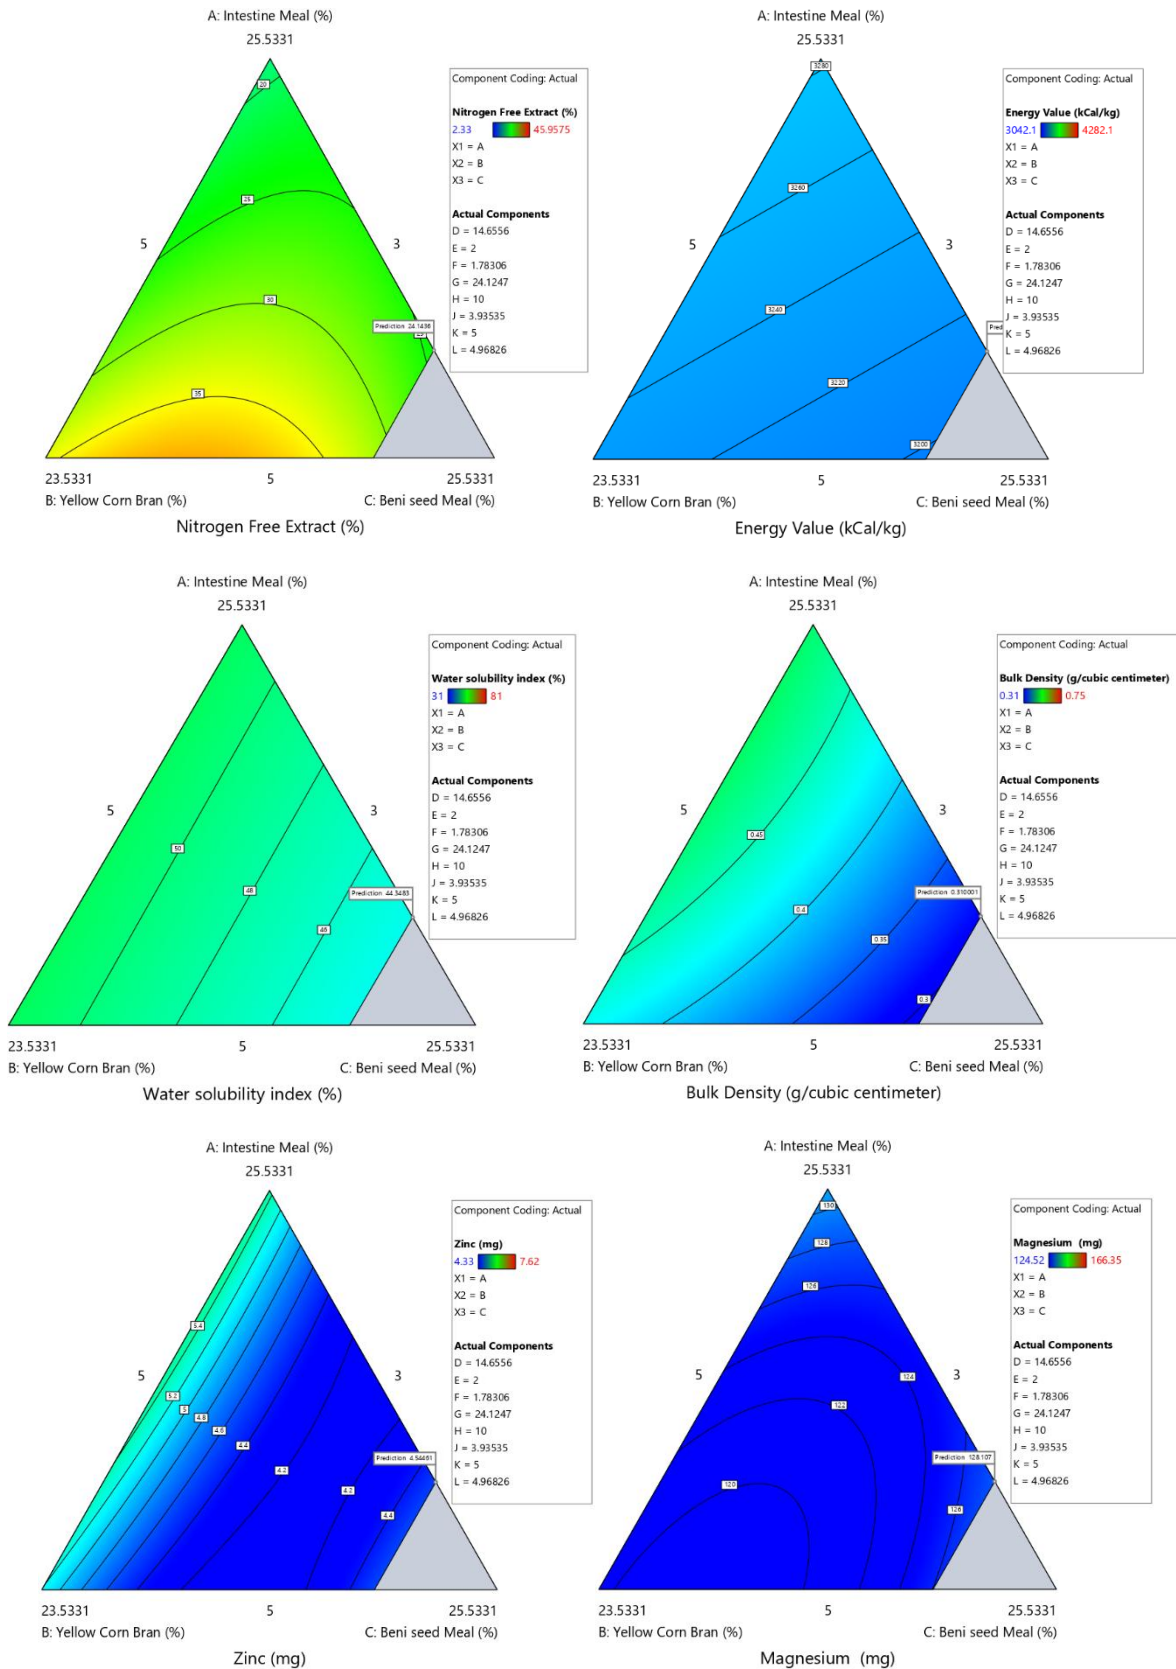 A: Intestine Meal (%)
25.5331
20
25
30
35
Prediction 24.1436
5
3
23.5331
5
25.5331
B: Yellow Corn Bran (%)
C: Beni seed Meal (%)
Nitrogen Free Extract (%)
Component Coding: Actual
Nitrogen Free Extract (%)
2.33 45.9575
X1 = A
X2 = B
X3 = C
Actual Components
D = 14.6556
E = 2
F = 1.78306
G = 24.1247
H = 10
J = 3.93535
K = 5
L = 4.96826
A: Intestine Meal (%)
25.5331
3280
3260
3240
3220
3200
5
3
Pred
23.5331
5
25.5331
B: Yellow Corn Bran (%)
C: Beni seed Meal (%)
Energy Value (kCal/kg)
Component Coding: Actual
Energy Value (kCal/kg)
3042.1 4282.1
X1 = A
X2 = B
X3 = C
Actual Components
D = 14.6556
E = 2
F = 1.78306
G = 24.1247
H = 10
J = 3.93535
K = 5
L = 4.96826
A: Intestine Meal (%)
25.5331
50
48
46
Prediction 44.3483
5
3
23.5331
5
25.5331
B: Yellow Corn Bran (%)
C: Beni seed Meal (%)
Water solubility index (%)
Component Coding: Actual
Water solubility index (%)
31 81
X1 = A
X2 = B
X3 = C
Actual Components
D = 14.6556
E = 2
F = 1.78306
G = 24.1247
H = 10
J = 3.93535
K = 5
L = 4.96826
A: Intestine Meal (%)
25.5331
0.45
0.4
0.35
0.3
Prediction 0.310001
5
3
23.5331
5
25.5331
B: Yellow Corn Bran (%)
C: Beni seed Meal (%)
Bulk Density (g/cubic centimeter)
Component Coding: Actual
Bulk Density (g/cubic centimeter)
0.31 0.75
X1 = A
X2 = B
X3 = C
Actual Components
D = 14.6556
E = 2
F = 1.78306
G = 24.1247
H = 10
J = 3.93535
K = 5
L = 4.96826
A: Intestine Meal (%)
25.5331
5.4
5.2
5
4.8
4.6
4.4
4.2
4.2
4.4
Prediction 4.54461
5
3
23.5331
5
25.5331
B: Yellow Corn Bran (%)
C: Beni seed Meal (%)
Zinc (mg)
Component Coding: Actual
Zinc (mg)
4.33 7.62
X1 = A
X2 = B
X3 = C
Actual Components
D = 14.6556
E = 2
F = 1.78306
G = 24.1247
H = 10
J = 3.93535
K = 5
L = 4.96826
A: Intestine Meal (%)
25.5331
130
128
126
124
122
120
126
Prediction 128.107
5
3
23.5331
5
25.5331
B: Yellow Corn Bran (%)
C: Beni seed Meal (%)
Magnesium (mg)
Component Coding: Actual
Magnesium (mg)
124.52 166.35
X1 = A
X2 = B
X3 = C
Actual Components
D = 14.6556
E = 2
F = 1.78306
G = 24.1247
H = 10
J = 3.93535
K = 5
L = 4.96826